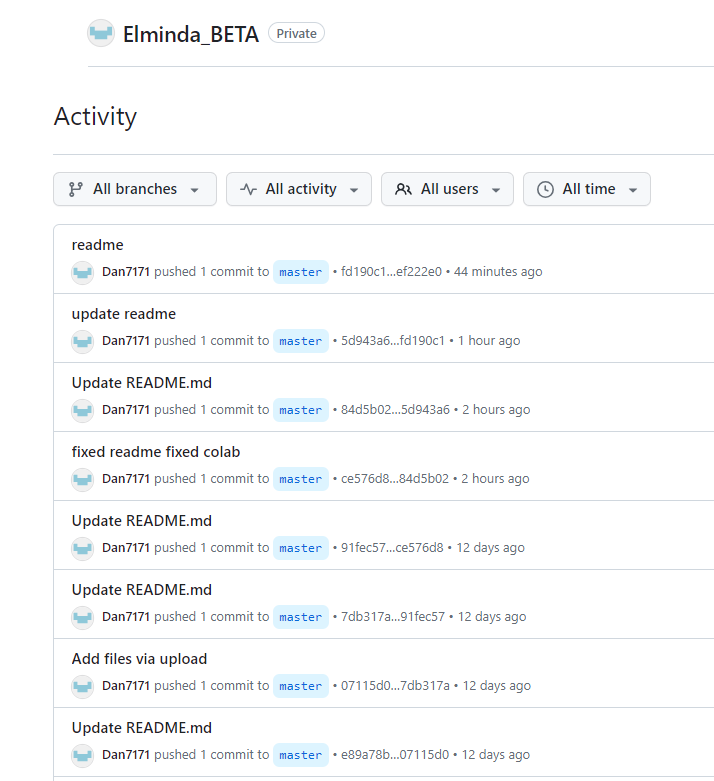 Elminda_BETA Private
Activity
All branches All activity All users All time
readme
Dan7171 pushed 1 commit to master • fd190c1...ef222e0 • 44 minutes ago
update readme
Dan7171 pushed 1 commit to master • 5d943a6...fd190c1 • 1 hour ago
Update README.md
Dan7171 pushed 1 commit to master • 84d5b02...5d943a6 • 2 hours ago
fixed readme fixed colab
Dan7171 pushed 1 commit to master • ce576d8...84d5b02 • 2 hours ago
Update README.md
Dan7171 pushed 1 commit to master • 91fec57...ce576d8 • 12 days ago
Update README.md
Dan7171 pushed 1 commit to master • 7db317a...91fec57 • 12 days ago
Add files via upload
Dan7171 pushed 1 commit to master • 07115d0...7db317a • 12 days ago
Update README.md
Dan7171 pushed 1 commit to master • e89a78b...07115d0 • 12 days ago